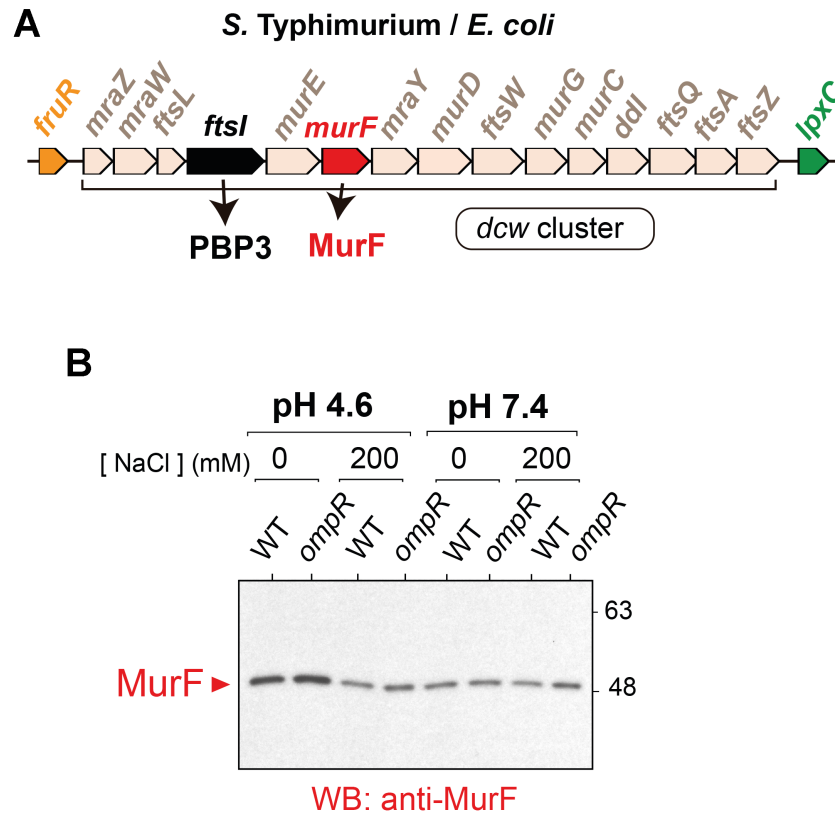 A
S. Typhimurium / E. coli
fruR mraZ mraW ftsL ftsI murE murF mraY murD ftsW murG murC ddl ftsQ ftsA ftsZ lpxC
PBP3 MurF dcw cluster
B
pH 4.6 pH 7.4
[ NaCl ] (mM) 0 200 0 200
WT ompR WT ompR WT ompR WT ompR
63
MurF 48
WB: anti-MurF